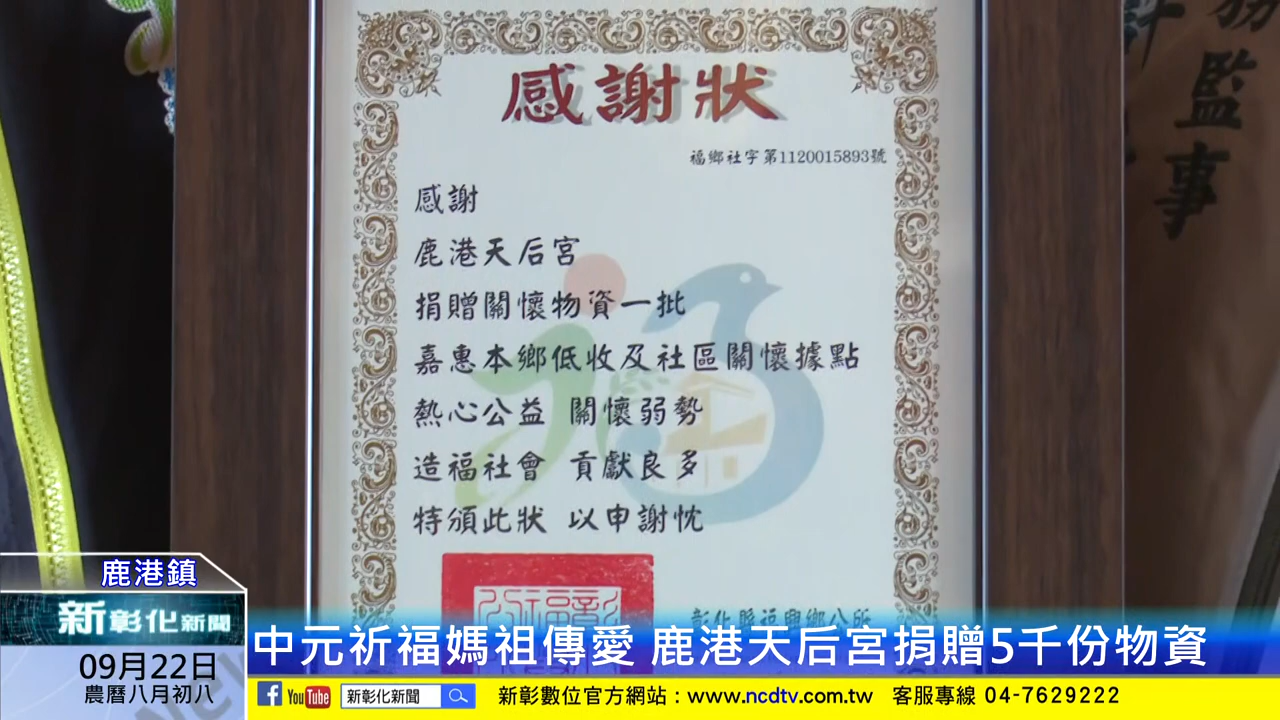 感謝狀
福鄉社字第1120015893號
感謝
鹿港天后宮
捐贈關懷物資一批
嘉惠本鄉低收及社區關懷據點
熱心公益 關懷弱勢
造福社會 貢獻良多
特頒此狀 以申謝忱
彰化縣福興鄉公所
務監事
鹿港鎮
新彰化新聞
09月22日
農曆八月初八
中元祈福媽祖傳愛 鹿港天后宮捐贈5千份物資
YouTube 新彰化新聞
新彰數位官方網站：www.ncdtv.com.tw 客服專線 04-7629222